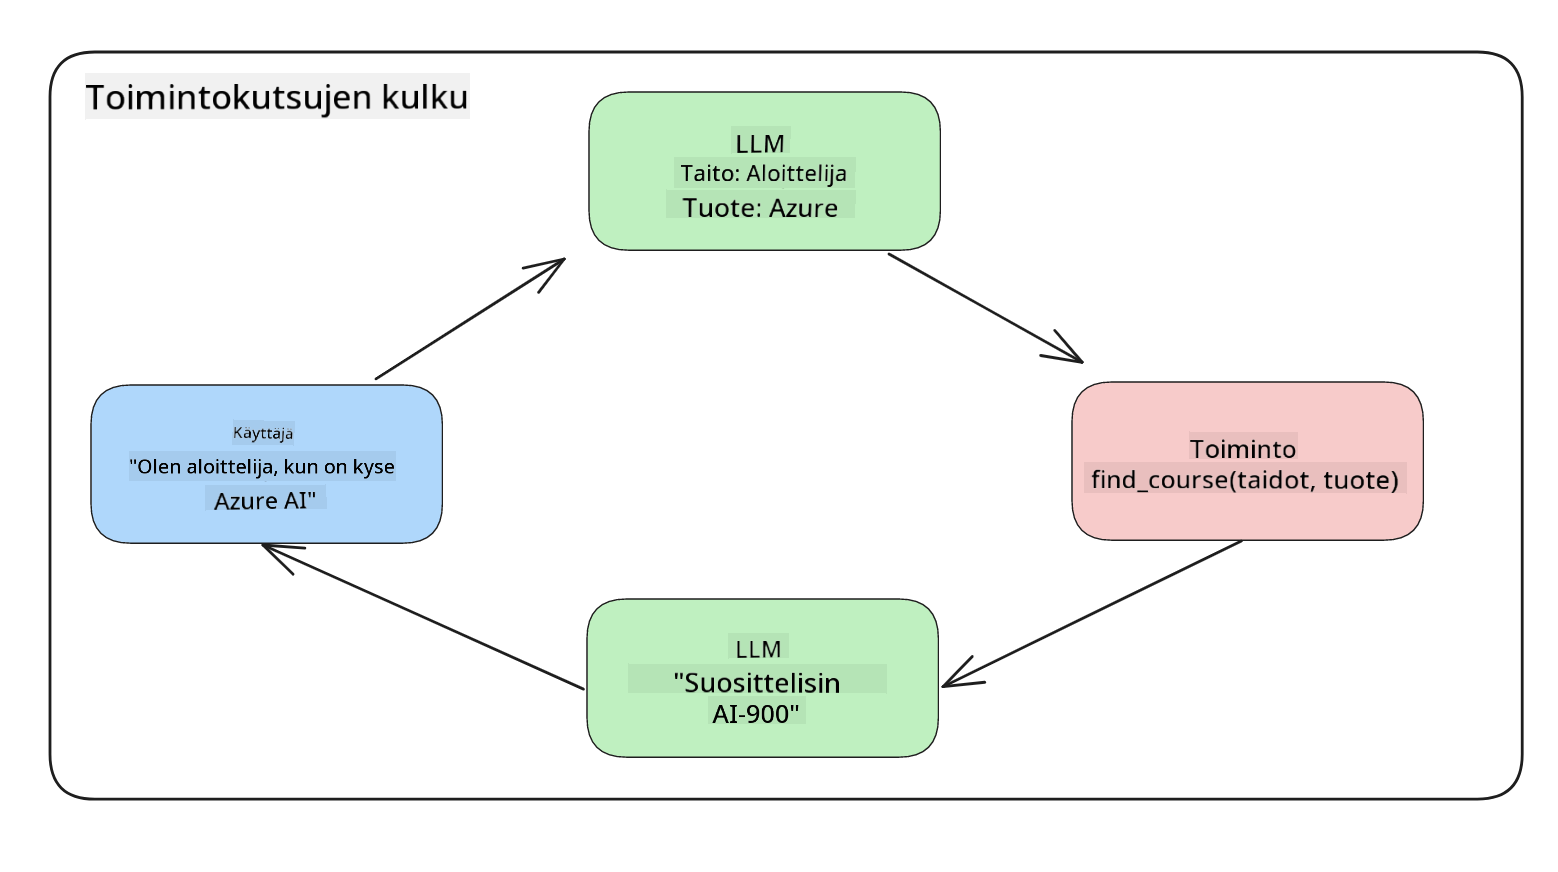 Toimintokutsujen kulku
LLM
Taito: Aloittelija
Tuote: Azure
Käyttäjä
"Olen aloittelija, kun on kyse
Azure AI"
Toiminto
find_course(taidot, tuote)
LLM
"Suosittelisin
AI-900"